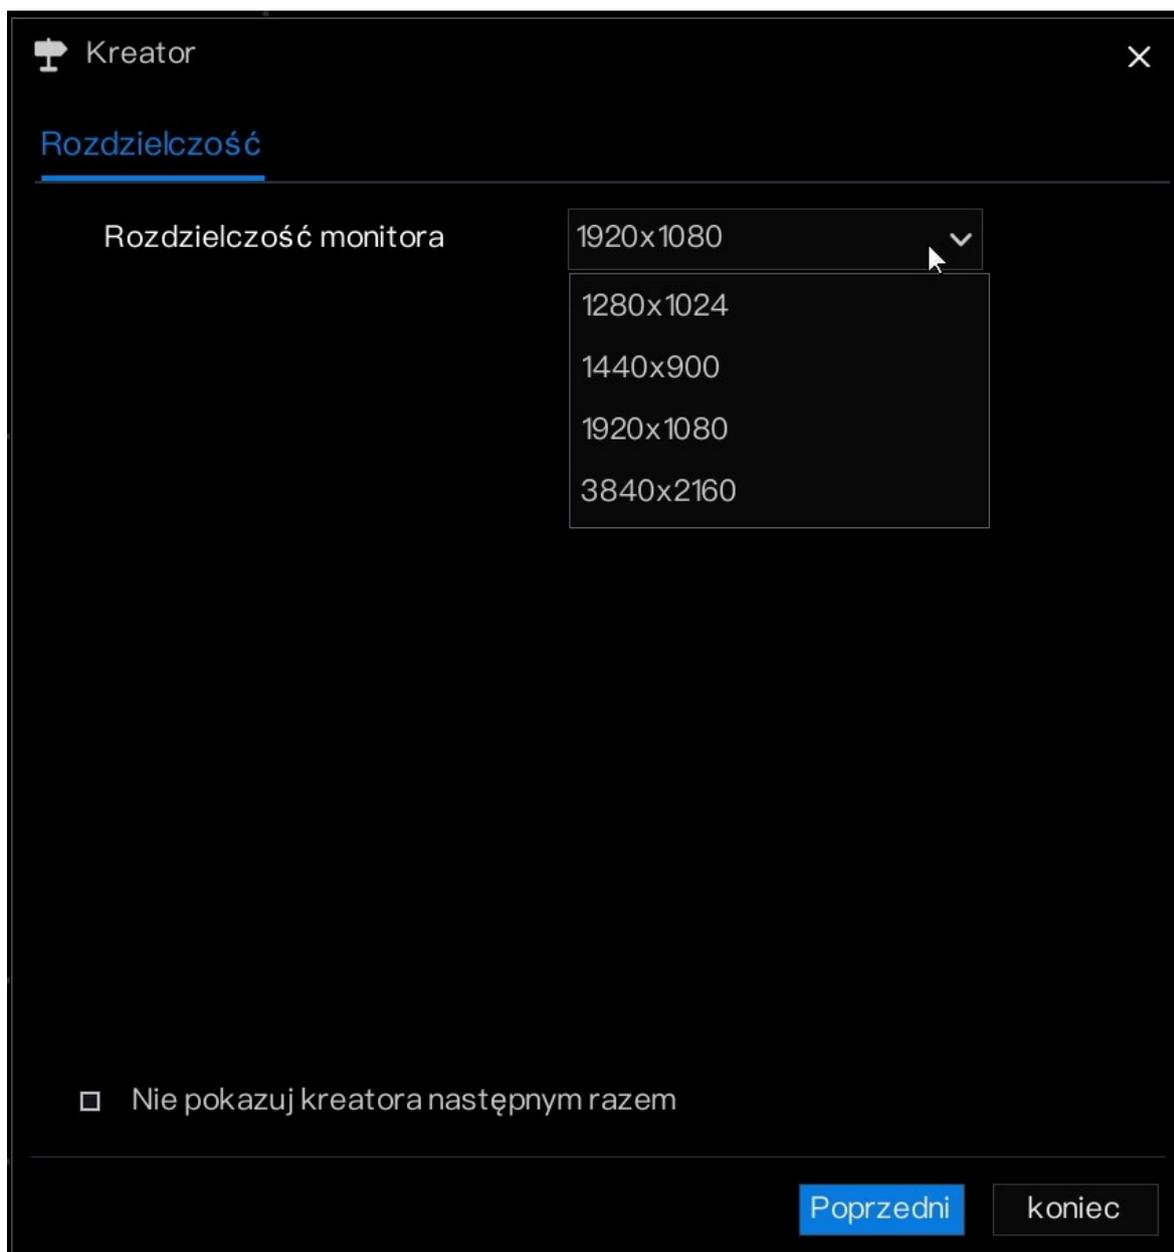 Kreator
Rozdzielczość
Rozdzielczość monitora 1920x1080
1280x1024
1440x900
1920x1080
3840x2160
Nie pokazuj kreatora następnym razem
Poprzedni koniec